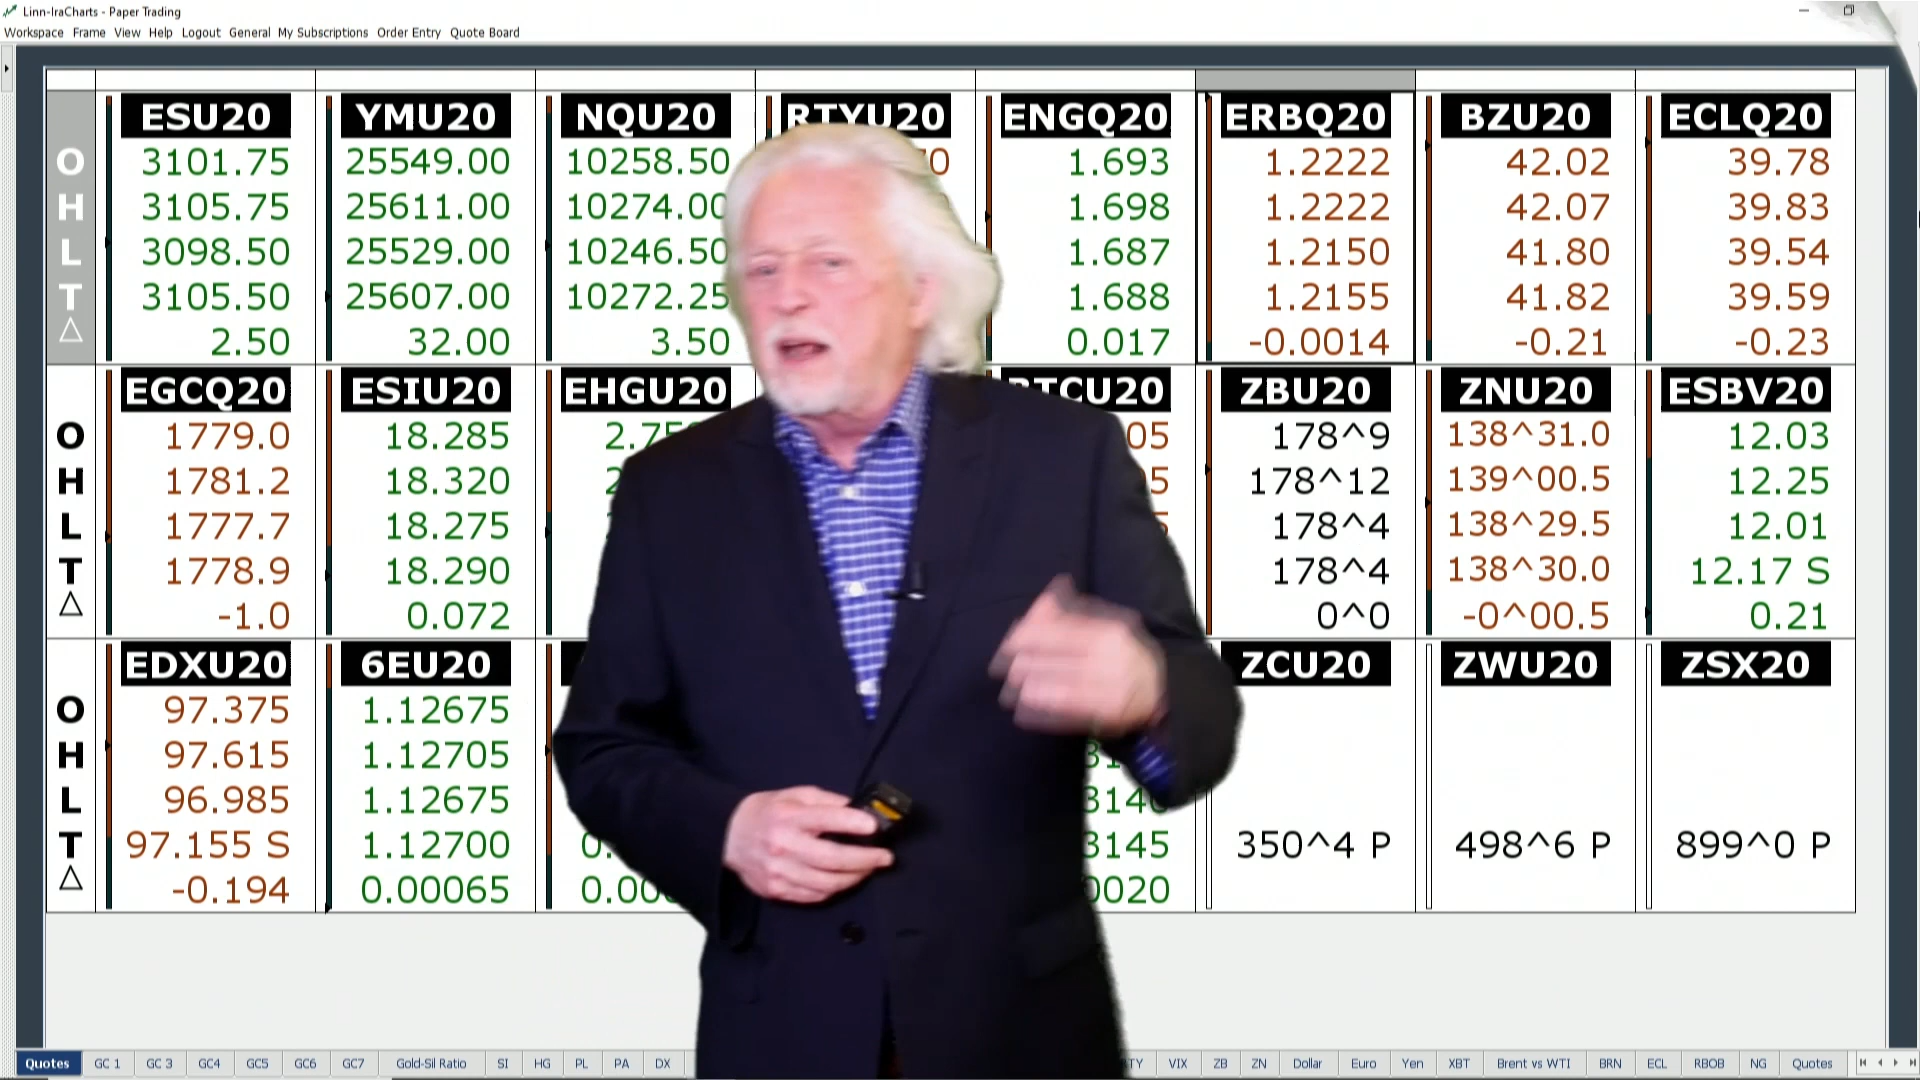 Linn-IraCharts - Paper Trading
Workspace Frame View Help Logout General My Subscriptions Order Entry Quote Board
ESU20 YMU20 NQU20 RTYU20 ENGQ20 ERBQ20 BZU20 ECLQ20
O 3101.75 25549.00 10258.50 1.693 1.2222 42.02 39.78
H 3105.75 25611.00 10274.00 1.698 1.2222 42.07 39.83
L 3098.50 25529.00 10246.50 1.687 1.2150 41.80 39.54
T 3105.50 25607.00 10272.25 1.688 1.2155 41.82 39.59
△ 2.50 32.00 3.50 0.017 -0.0014 -0.21 -0.23
EGCQ20 ESIU20 EHGU20 BTCU20 ZBU20 ZNU20 ESBV20
O 1779.0 18.285 178^9 138^31.0 12.03
H 1781.2 18.320 178^12 139^00.5 12.25
L 1777.7 18.275 178^4 138^29.5 12.01
T 1778.9 18.290 178^4 138^30.0 12.17 S
△ -1.0 0.072 0^0 -0^00.5 0.21
EDXU20 6EU20 ZCU20 ZWU20 ZSX20
O 97.375 1.12675
H 97.615 1.12705
L 96.985 1.12675
T 97.155 S 1.12700 350^4 P 498^6 P 899^0 P
△ -0.194 0.00065
Quotes GC 1 GC 3 GC4 GC5 GC6 GC7 Gold-Sil Ratio SI HG PL PA DX VIX ZB ZN Dollar Euro Yen XBT Brent vs WTI BRN ECL RBOB NG Quotes